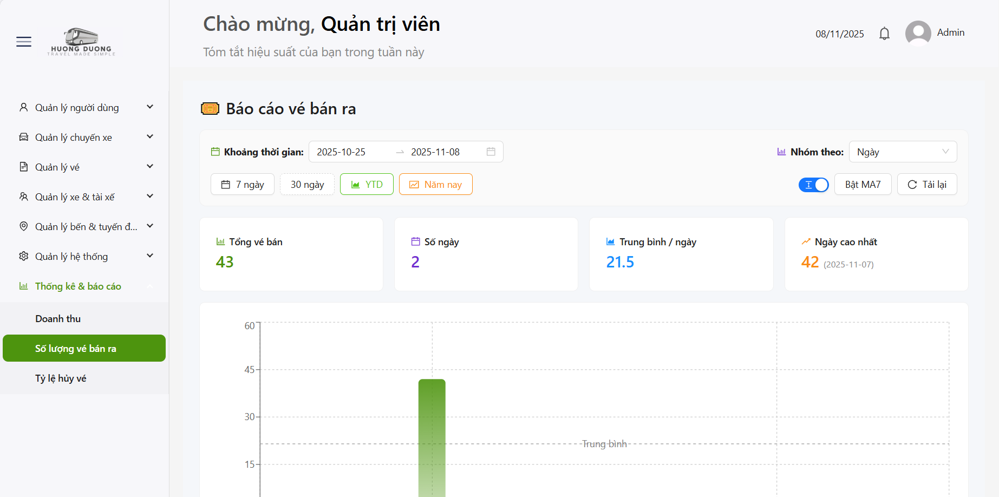 HUONG DUONG
TRAVEL MADE SIMPLE
Chào mừng, Quản trị viên
Tóm tắt hiệu suất của bạn trong tuần này
08/11/2025
Admin
Quản lý người dùng
Quản lý chuyến xe
Quản lý vé
Quản lý xe & tài xế
Quản lý bến & tuyến đ...
Quản lý hệ thống
Thống kê & báo cáo
Doanh thu
Số lượng vé bán ra
Tỷ lệ hủy vé
Báo cáo vé bán ra
Khoảng thời gian: 2025-10-25 → 2025-11-08
Nhóm theo: Ngày
7 ngày
30 ngày
YTD
Năm nay
Bật MA7
Tải lại
Tổng vé bán
43
Số ngày
2
Trung bình / ngày
21.5
Ngày cao nhất
42 (2025-11-07)
60
45
30
Trung bình
15